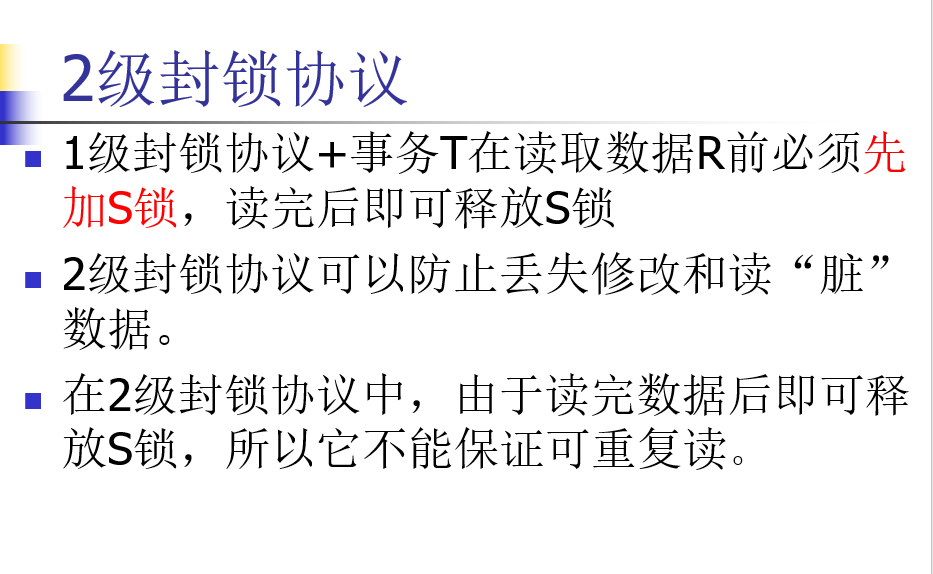 2级封锁协议
1级封锁协议+事务T在读取数据R前必须先
加S锁，读完后即可释放S锁
2级封锁协议可以防止丢失修改和读“脏”
数据。
在2级封锁协议中，由于读完数据后即可释
放S锁，所以它不能保证可重复读。